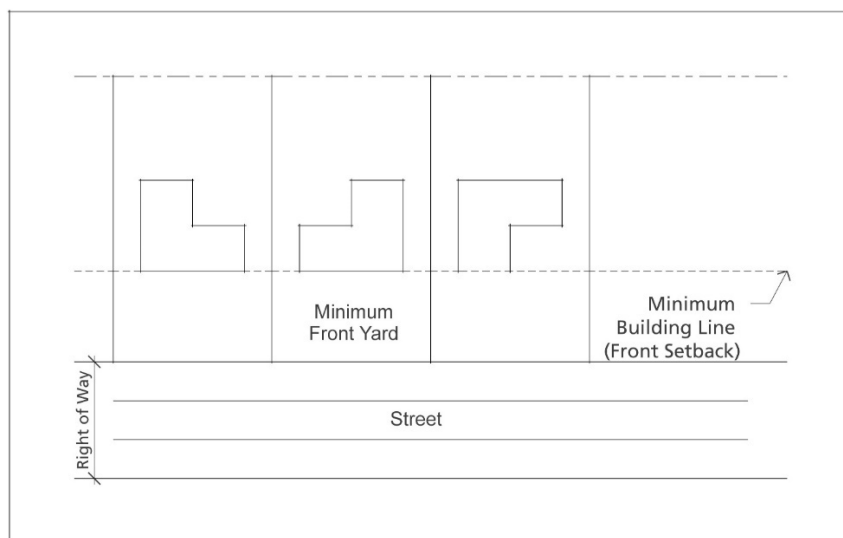 Minimum
Front Yard
Minimum
Building Line
(Front Setback)
Right of Way
Street